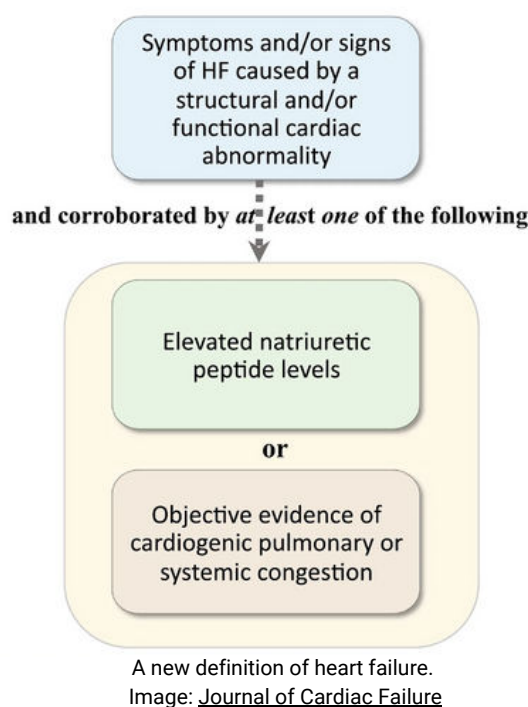 Symptoms and/or signs
of HF caused by a
structural and/or
functional cardiac
abnormality
and corroborated by at least one of the following
Elevated natriuretic
peptide levels
or
Objective evidence of
cardiogenic pulmonary or
systemic congestion
A new definition of heart failure.
Image: Journal of Cardiac Failure